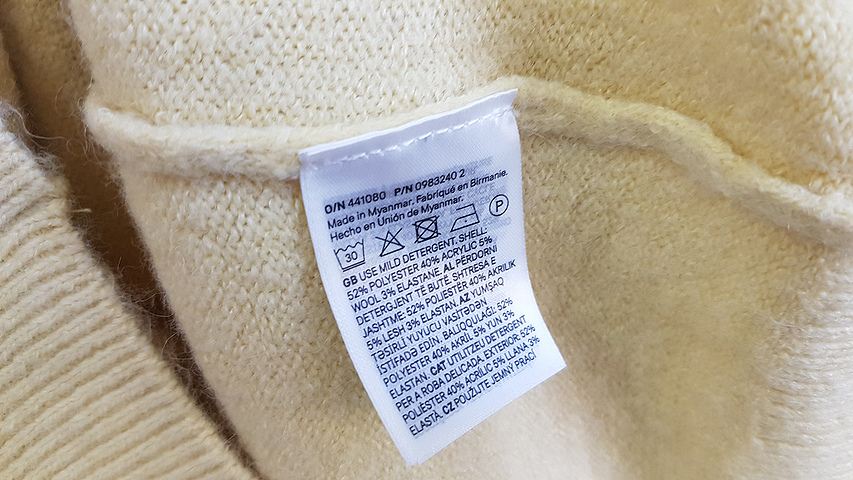 O/N 441080 P/N 0983240 2
Made in Myanmar. Fabriqué en Birmanie.
Hecho en Unión de Myanmar.
30 P
GB USE MILD DETERGENT. SHELL:
52% POLYESTER 40% ACRYLIC 5%
WOOL 3% ELASTANE. AL PËRDORNI
DETERGJENT TË BUTË SHTRESA E
JASHTME: 52% POLIESTËR 40% AKRILIK
5% LESH 3% ELASTAN. AZ YUMŞAQ
TƏSIRLI YUYUCU VASITƏDƏN
ISTIFADƏ EDIN. BALIQQULAĞI: 52%
POLYESTER 40% AKRIL 5% YUN 3%
ELASTAN. CAT UTILITZEU DETERGENT
PER A ROBA DELICADA. EXTERIOR: 52%
POLIÈSTER 40% ACRÍLIC 5% LLANA 3%
ELASTÀ. CZ POUŽIJTE JEMNÝ PRACÍ